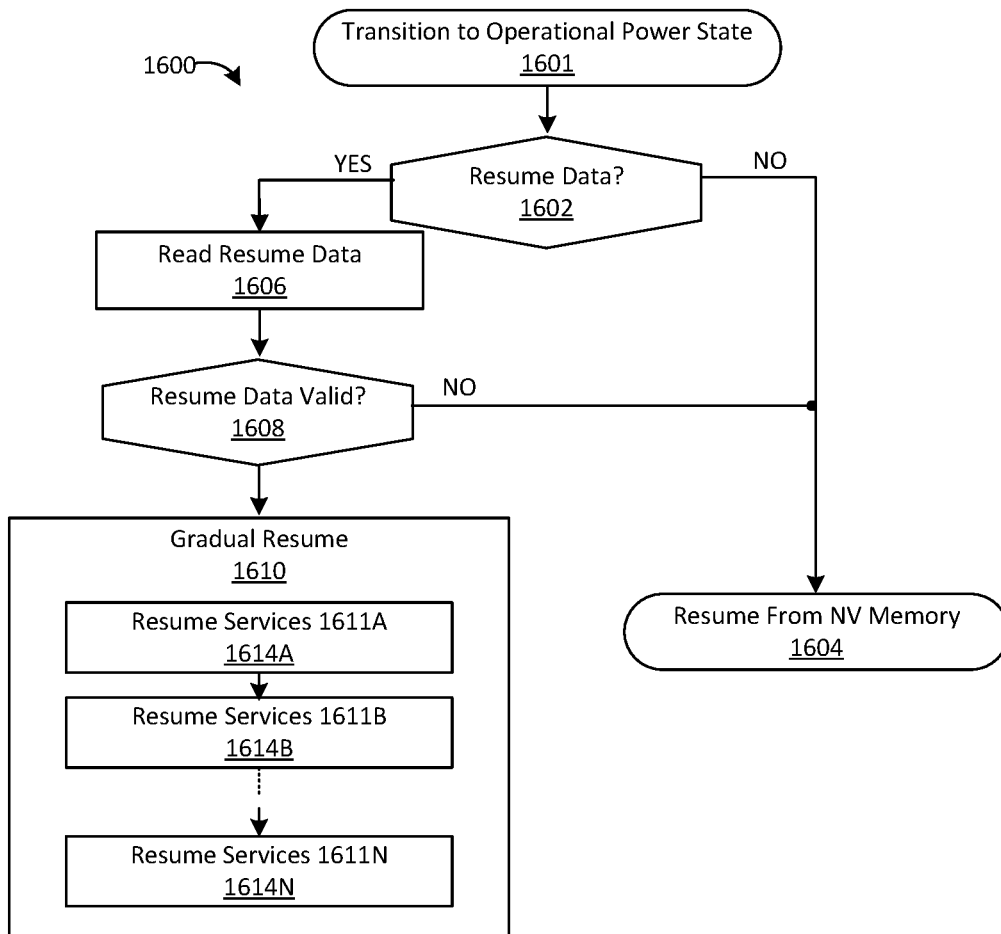 Transition to Operational Power State
1601
1600
YES
NO
Resume Data?
1602
Read Resume Data
1606
Resume Data Valid?
1608
NO
Gradual Resume
1610
Resume Services 1611A
1614A
Resume Services 1611B
1614B
Resume Services 1611N
1614N
Resume From NV Memory
1604